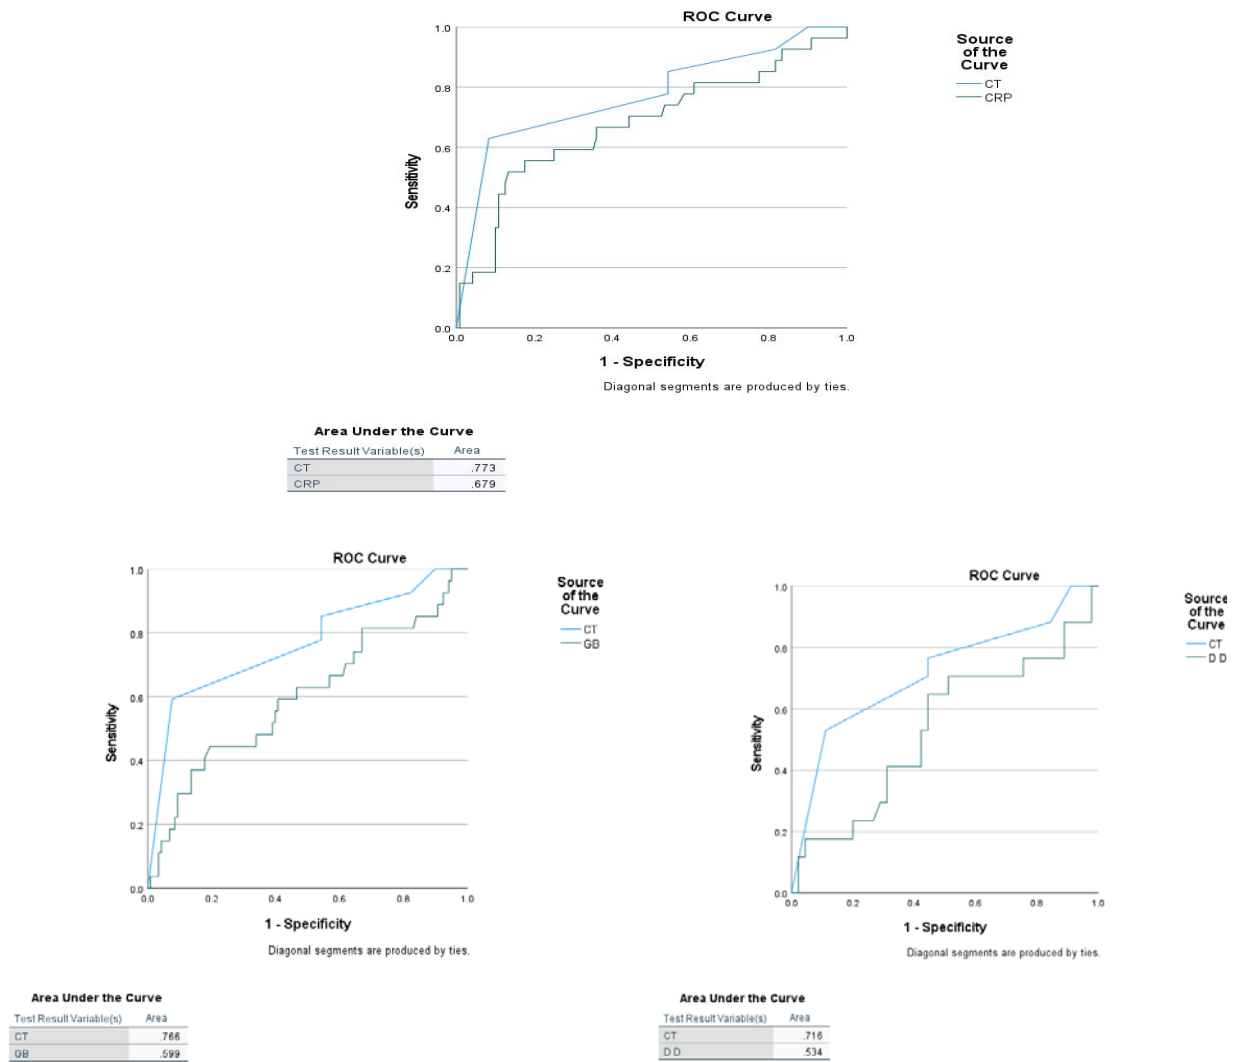 ROC Curve
Source
of the
Curve
CT
CRP
1.0
0.8
0.6
0.4
0.2
0.0
Sensitivity
0.0 0.2 0.4 0.6 0.8 1.0
1 - Specificity
Diagonal segments are produced by ties.
Area Under the Curve
Test Result Variable(s) Area
CT .773
CRP .679
ROC Curve
Source
of the
Curve
CT
GB
1.0
0.8
0.6
0.4
0.2
0.0
Sensitivity
0.0 0.2 0.4 0.6 0.8 1.0
1 - Specificity
Diagonal segments are produced by ties.
Area Under the Curve
Test Result Variable(s) Area
CT .766
GB .599
ROC Curve
Source
of the
Curve
CT
D D
1.0
0.8
0.6
0.4
0.2
0.0
Sensitivity
0.0 0.2 0.4 0.6 0.8 1.0
1 - Specificity
Diagonal segments are produced by ties.
Area Under the Curve
Test Result Variable(s) Area
CT .716
D D .534